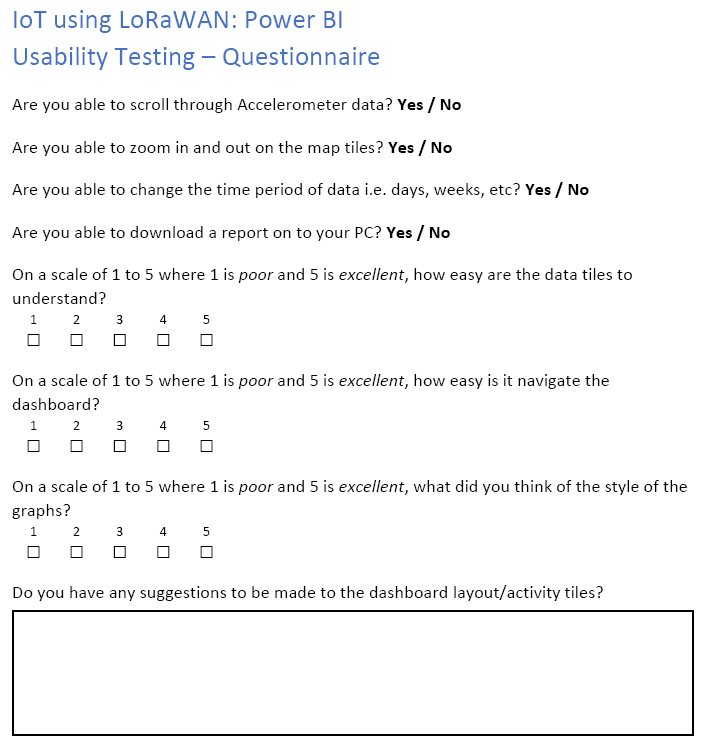 IoT using LoRaWAN: Power BI
Usability Testing – Questionnaire
Are you able to scroll through Accelerometer data? Yes / No
Are you able to zoom in and out on the map tiles? Yes / No
Are you able to change the time period of data i.e. days, weeks, etc? Yes / No
Are you able to download a report on to your PC? Yes / No
On a scale of 1 to 5 where 1 is poor and 5 is excellent, how easy are the data tiles to
understand?
1 2 3 4 5
☐ ☐ ☐ ☐ ☐
On a scale of 1 to 5 where 1 is poor and 5 is excellent, how easy is it navigate the
dashboard?
1 2 3 4 5
☐ ☐ ☐ ☐ ☐
On a scale of 1 to 5 where 1 is poor and 5 is excellent, what did you think of the style of the
graphs?
1 2 3 4 5
☐ ☐ ☐ ☐ ☐
Do you have any suggestions to be made to the dashboard layout/activity tiles?